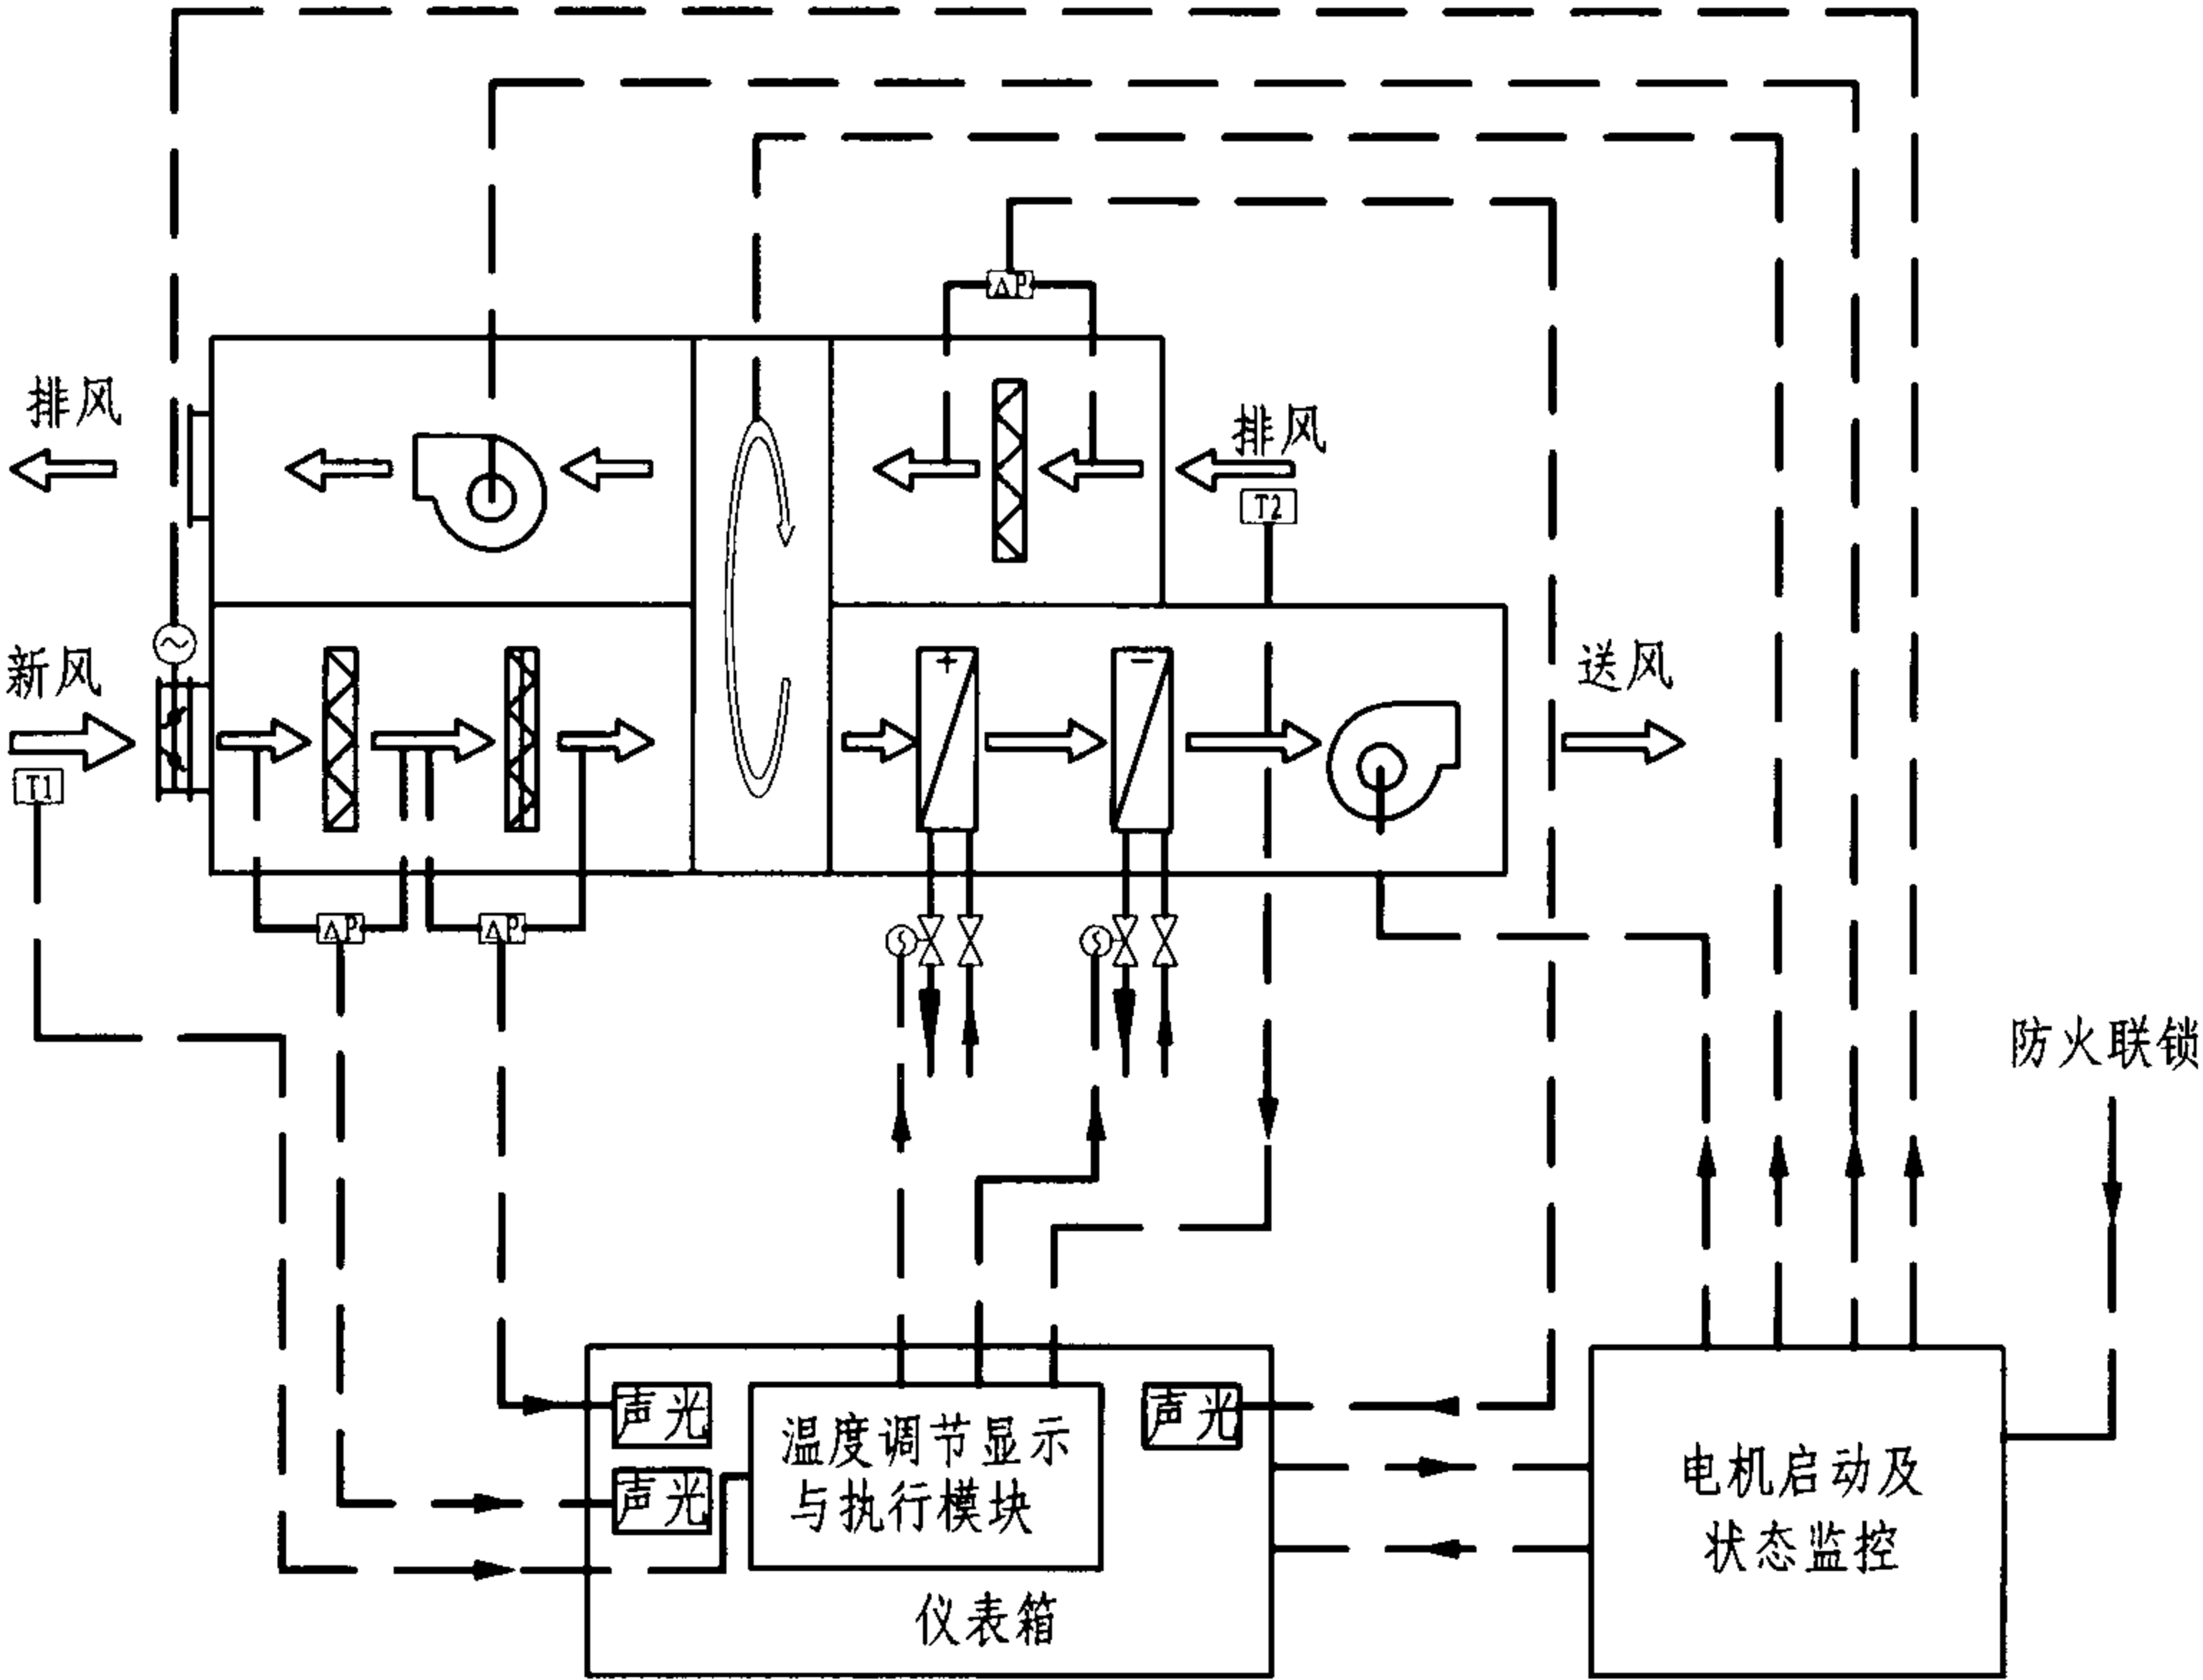 ΔP
排风
排风
T2
+
−
新风
送风
T1
ΔP
ΔP
防火联锁
声光
声光
温度调节显示
与执行模块
声光
电机启动及
状态监控
仪表箱